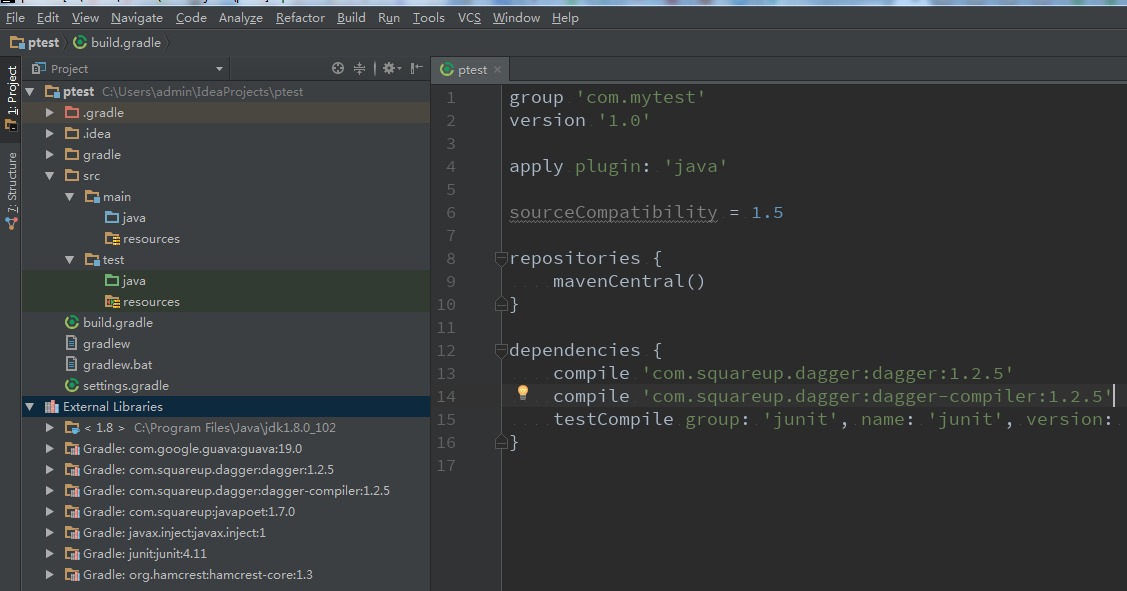 File Edit View Navigate Code Analyze Refactor Build Run Tools VCS Window Help
ptest build.gradle
1: Project
7: Structure
Project
ptest C:\Users\admin\IdeaProjects\ptest
.gradle
.idea
gradle
src
main
java
resources
test
java
resources
build.gradle
gradlew
gradlew.bat
settings.gradle
External Libraries
< 1.8 > C:\Program Files\Java\jdk1.8.0_102
Gradle: com.google.guava:guava:19.0
Gradle: com.squareup.dagger:dagger:1.2.5
Gradle: com.squareup.dagger:dagger-compiler:1.2.5
Gradle: com.squareup:javapoet:1.7.0
Gradle: javax.inject:javax.inject:1
Gradle: junit:junit:4.11
Gradle: org.hamcrest:hamcrest-core:1.3
ptest
1 group 'com.mytest'
2 version '1.0'
3
4 apply plugin: 'java'
5
6 sourceCompatibility = 1.5
7
8 repositories {
9 mavenCentral()
10 }
11
12 dependencies {
13 compile 'com.squareup.dagger:dagger:1.2.5'
14 compile 'com.squareup.dagger:dagger-compiler:1.2.5'
15 testCompile group: 'junit', name: 'junit', version:
16 }
17